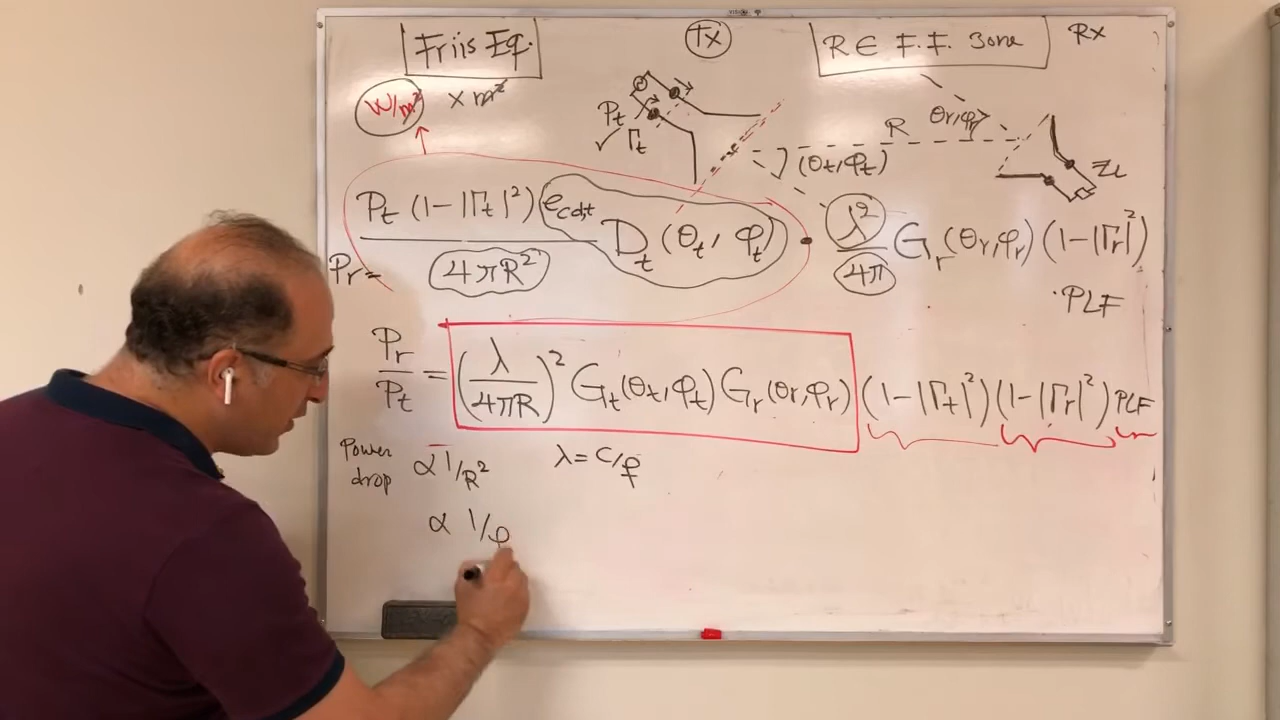 Friis Eq.
Tx
R ∈ F.F. Zone
Rx
W/m² × m²
Pt
Γt
R
θr,φr
(θt,φt)
ZL
Pr = Pt (1-|Γt|²) ecd,t Dt (θt, φt) / 4πR² · λ²/4π Gr (θr,φr) (1-|Γr|²)
· PLF
Pr/Pt = (λ/4πR)² Gt(θt,φt) Gr(θr,φr) (1-|Γt|²)(1-|Γr|²) PLF
Power drop ∝ 1/R² λ = c/f
∝ 1/f